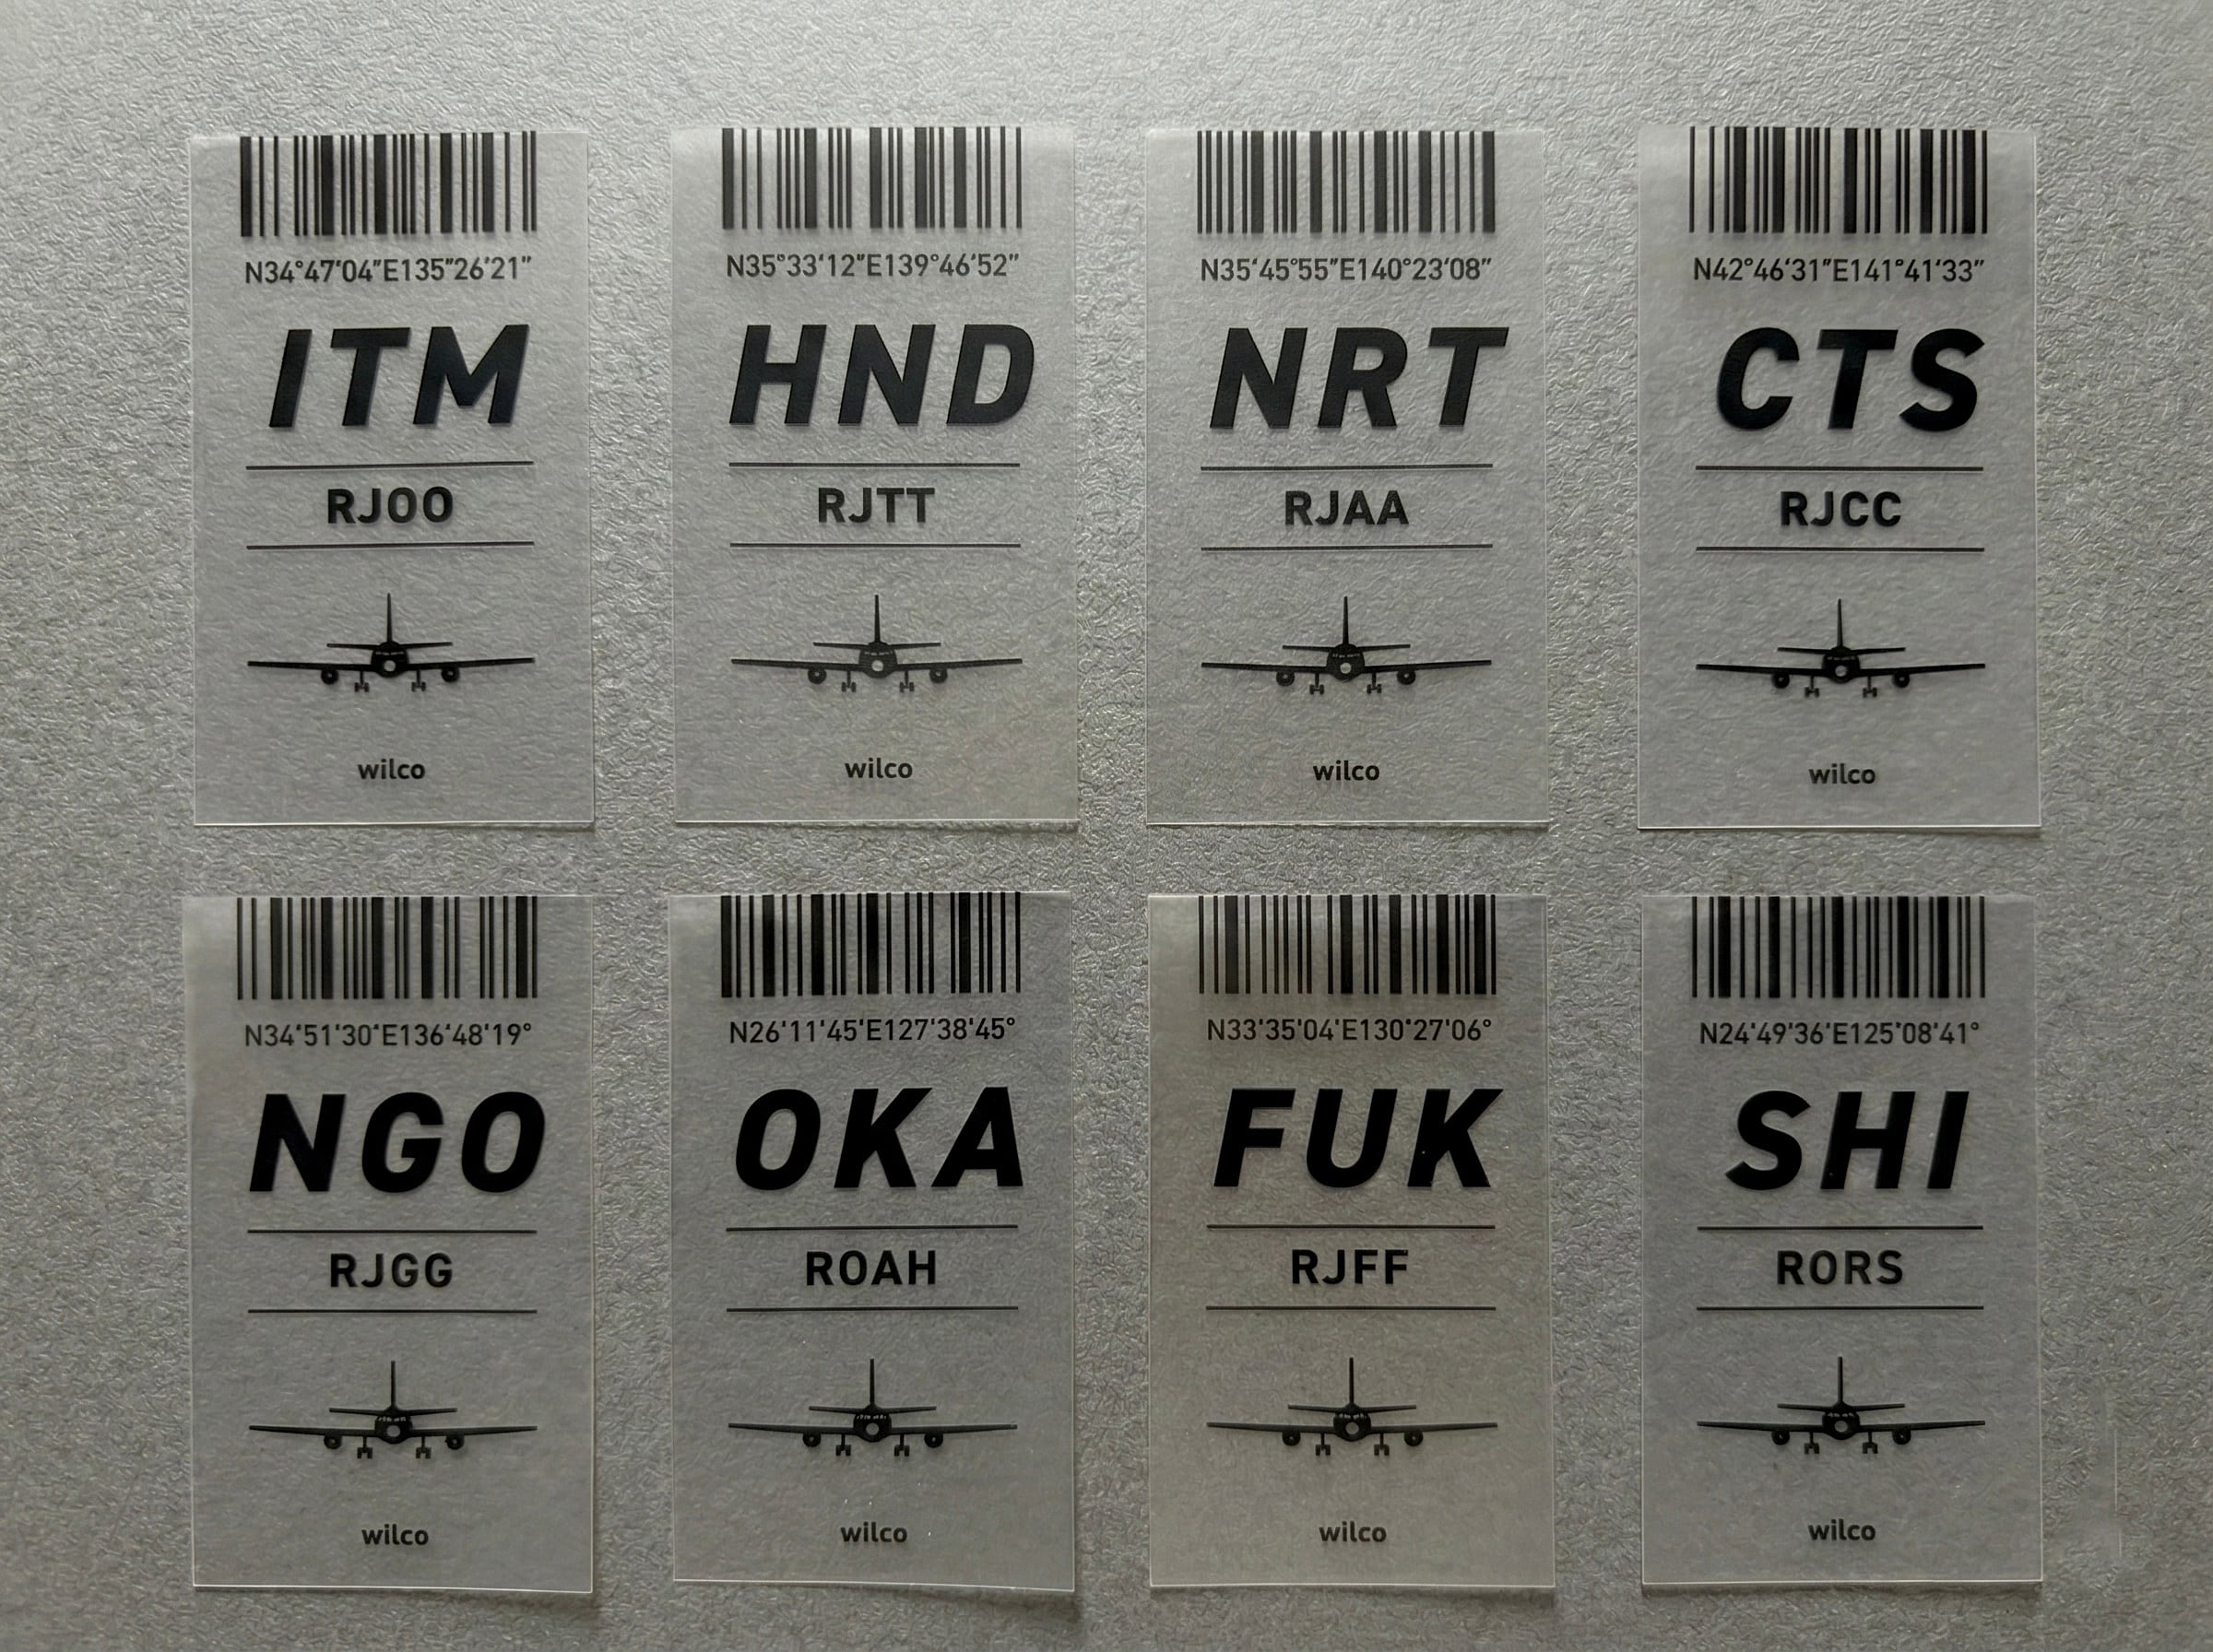 N34°47'04"E135"26'21"
ITM
RJOO
wilco
N35°33'12"E139°46'52"
HND
RJTT
wilco
N35'45°55"E140°23'08"
NRT
RJAA
wilco
N42°46'31"E141°41'33"
CTS
RJCC
wilco
N34'51'30'E136'48'19°
NGO
RJGG
wilco
N26'11'45'E127'38'45°
OKA
ROAH
wilco
N33'35'04'E130'27'06°
FUK
RJFF
wilco
N24'49'36'E125'08'41°
SHI
RORS
wilco